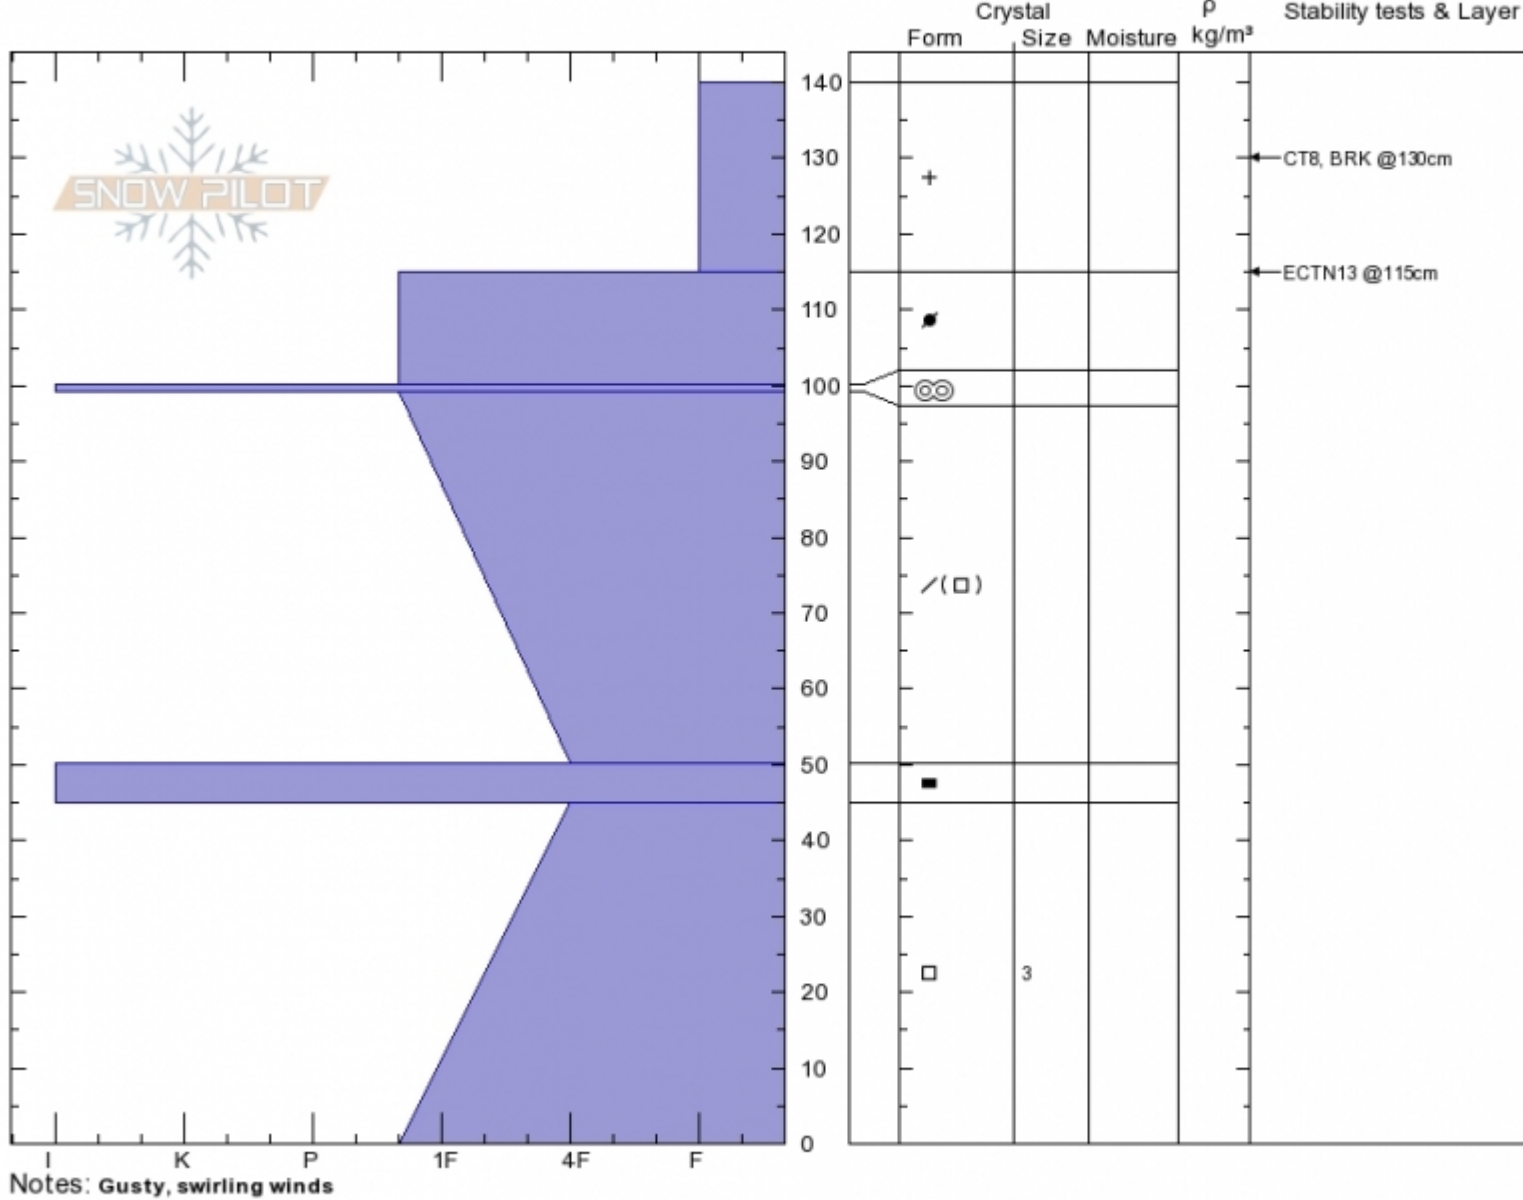 Crystal ρ Stability tests & Layer
Form Size Moisture kg/m³
140
130 CT8, BRK @130cm
SNOW PILOT
+
120
ECTN13 @115cm
110
100
90
80
/(□)
70
60
50
40
30
□ 3
20
10
0
I K P 1F 4F F
Notes: Gusty, swirling winds